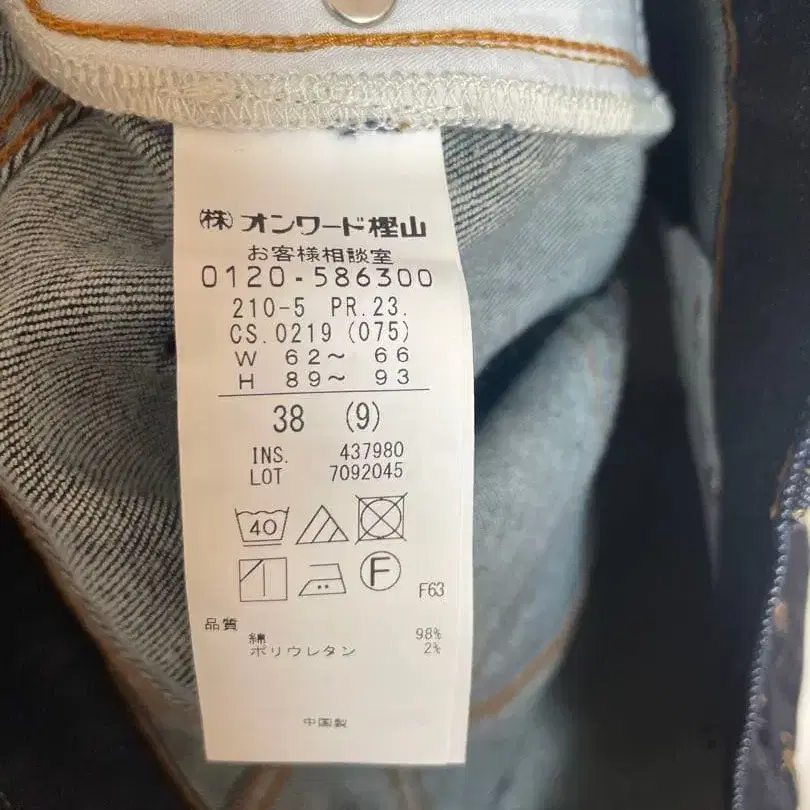 ㈱オンワード樫山
お客様相談室
0120-586300
210-5 PR.23.
CS.0219 (075)
W 62～ 66
H 89～ 93
38 (9)
INS. 437980
LOT 7092045
40
F
F63
品質
綿 98%
ポリウレタン 2%
中国製